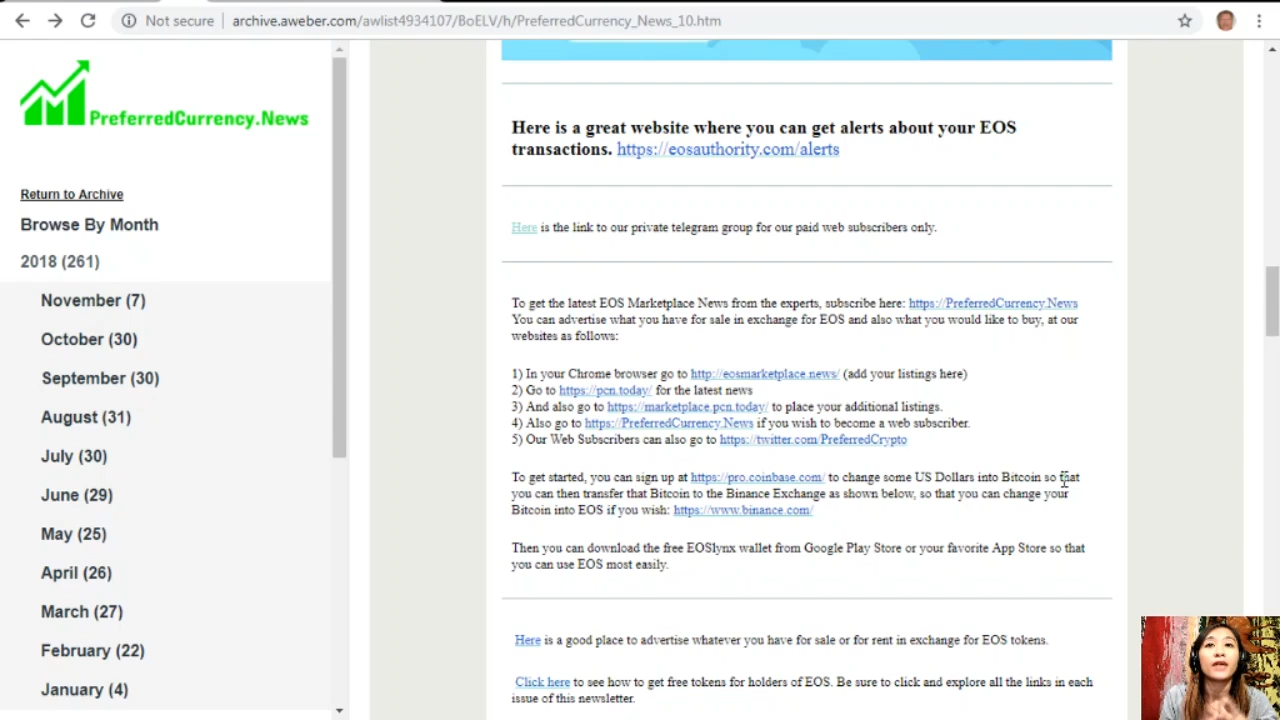 Not secure
archive.aweber.com/awlist4934107/BoELV/h/PreferredCurrency_News_10.htm
PreferredCurrency.News
Return to Archive
Browse By Month
2018 (261)
November (7)
October (30)
September (30)
August (31)
July (30)
June (29)
May (25)
April (26)
March (27)
February (22)
January (4)
Here is a great website where you can get alerts about your EOS
transactions. https://eosauthority.com/alerts
Here is the link to our private telegram group for our paid web subscribers only.
To get the latest EOS Marketplace News from the experts, subscribe here: https://PreferredCurrency.News
You can advertise what you have for sale in exchange for EOS and also what you would like to buy, at our
websites as follows:
1) In your Chrome browser go to http://eosmarketplace.news/ (add your listings here)
2) Go to https://pcn.today/ for the latest news
3) And also go to https://marketplace.pcn.today/ to place your additional listings.
4) Also go to https://PreferredCurrency.News if you wish to become a web subscriber.
5) Our Web Subscribers can also go to https://twitter.com/PreferredCrypto
To get started, you can sign up at https://pro.coinbase.com/ to change some US Dollars into Bitcoin so that
you can then transfer that Bitcoin to the Binance Exchange as shown below, so that you can change your
Bitcoin into EOS if you wish: https://www.binance.com/
Then you can download the free EOSlynx wallet from Google Play Store or your favorite App Store so that
you can use EOS most easily.
Here is a good place to advertise whatever you have for sale or for rent in exchange for EOS tokens.
Click here to see how to get free tokens for holders of EOS. Be sure to click and explore all the links in each
issue of this newsletter.